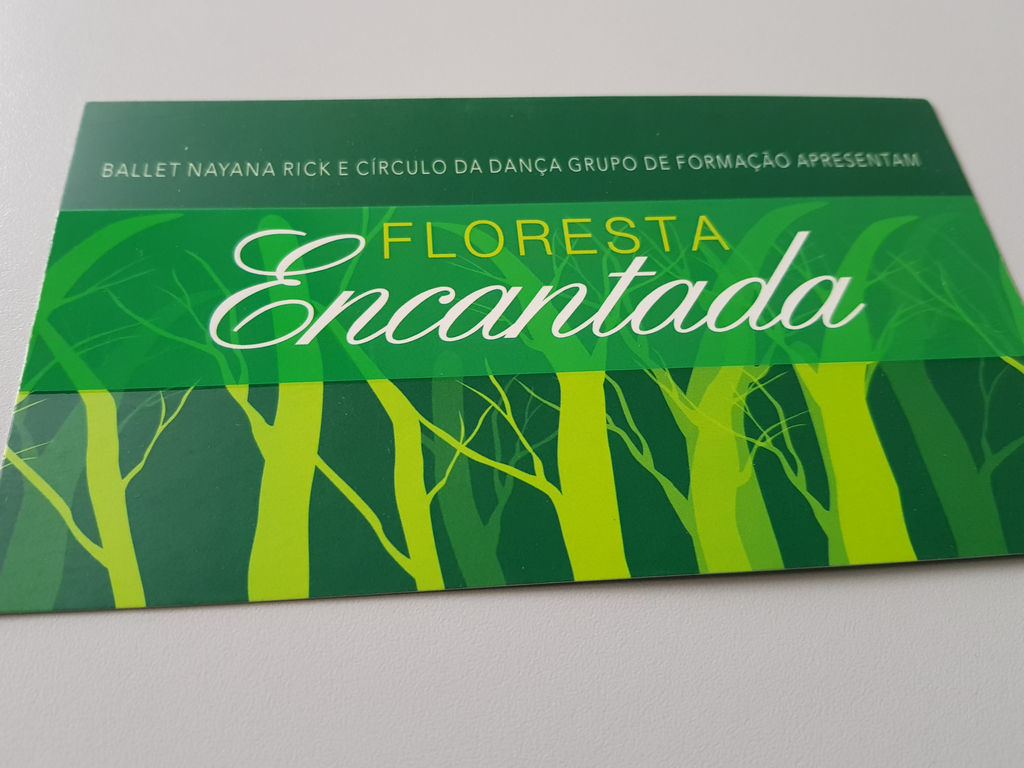 BALLET NAYANA RICK E CÍRCULO DA DANÇA GRUPO DE FORMAÇÃO APRESENTAM
FLORESTA
Encantada